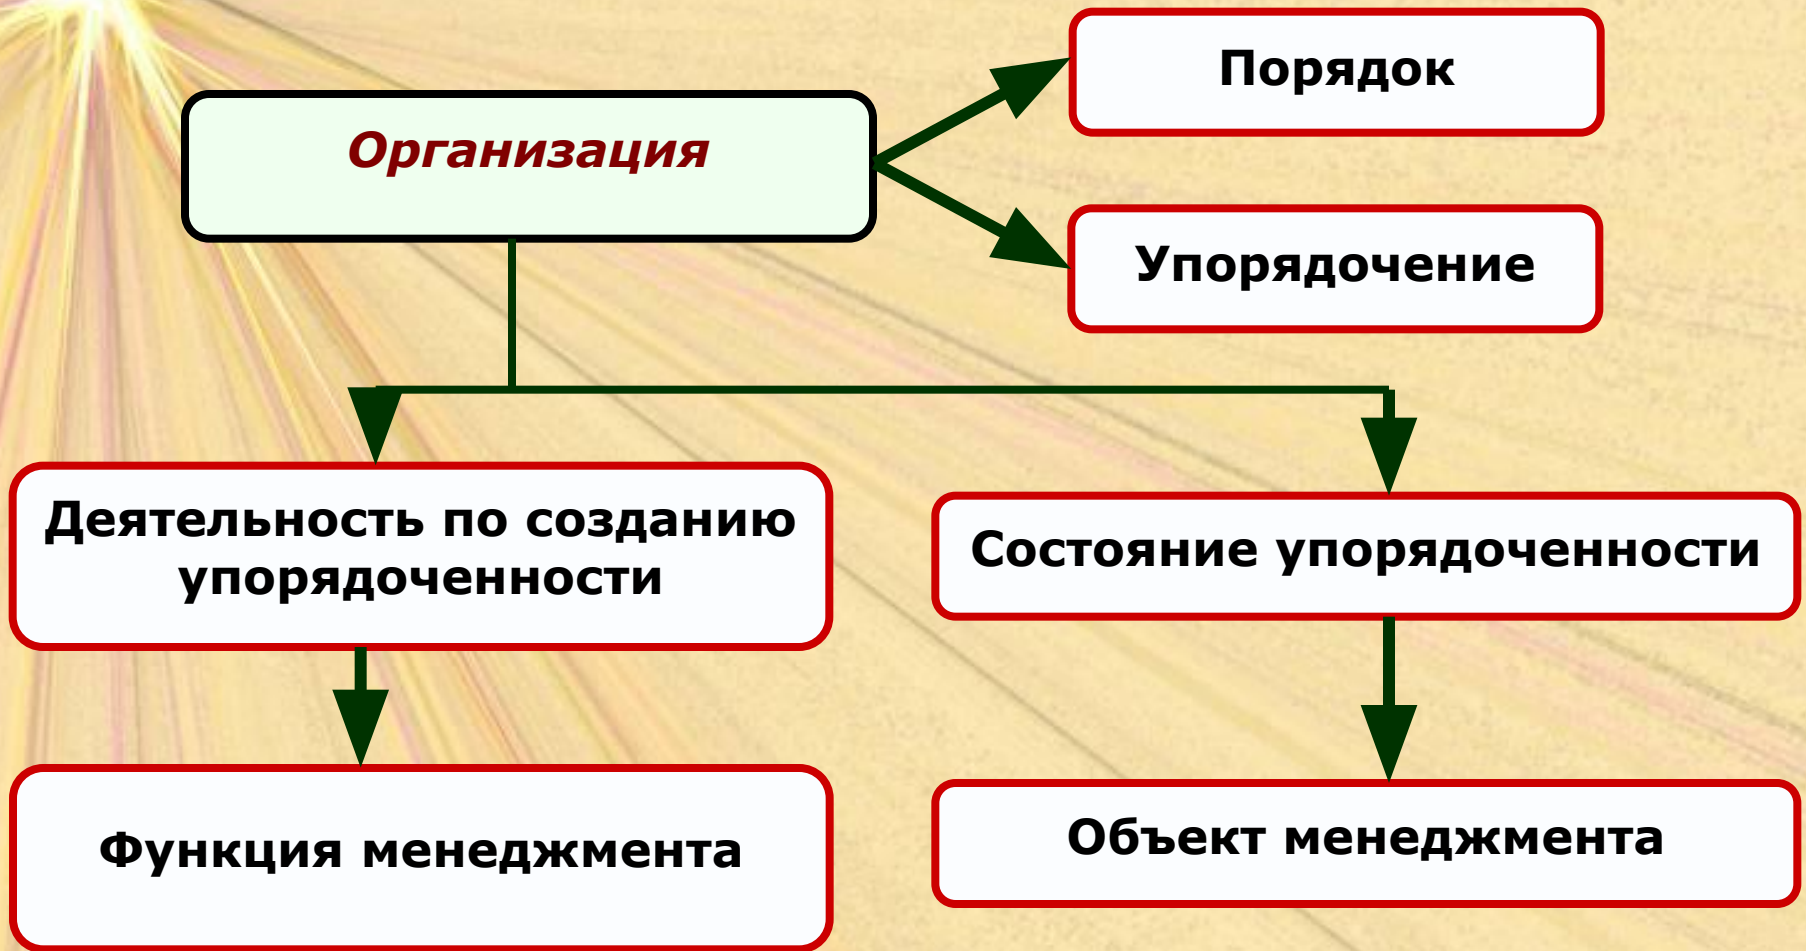 Порядок
Организация
Упорядочение
Деятельность по созданию
упорядоченности
Состояние упорядоченности
Функция менеджмента
Объект менеджмента